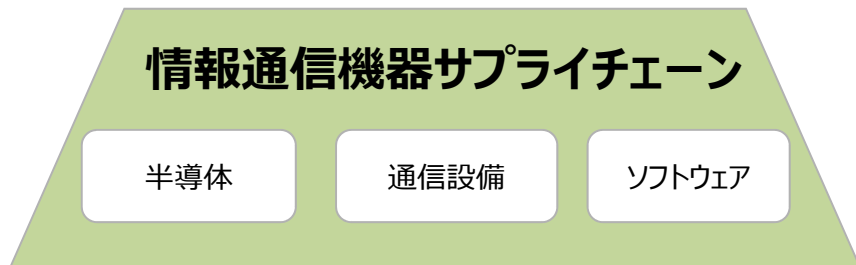 情報通信機器サプライチェーン
半導体
通信設備
ソフトウェア